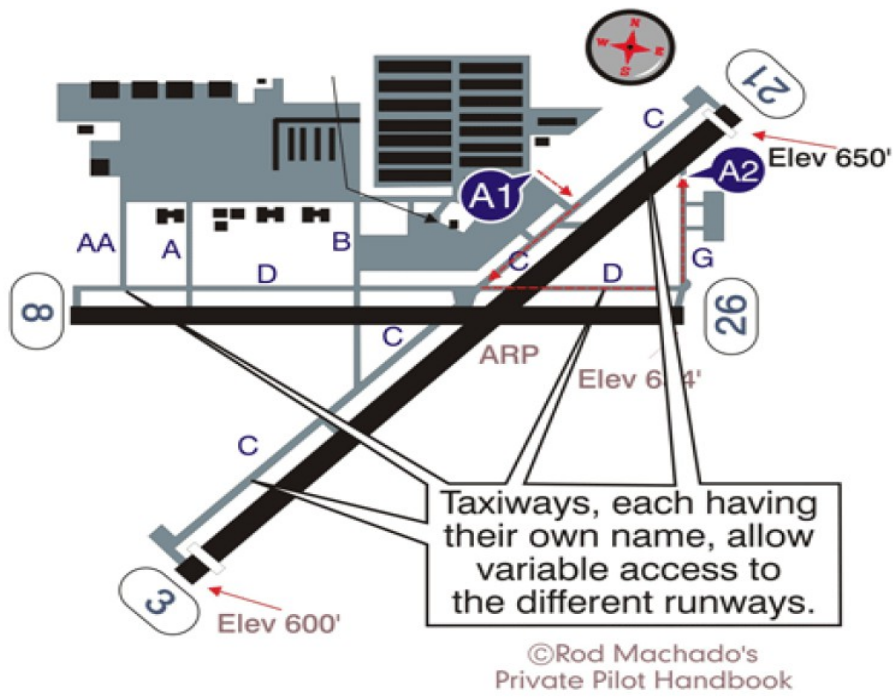 N
W E
S
21
C
Elev 650'
A1
A2
AA
A
B
C
D
D
G
8
26
C
ARP
Elev
C
Taxiways, each having
their own name, allow
variable access to
the different runways.
3
Elev 600'
©Rod Machado's
Private Pilot Handbook